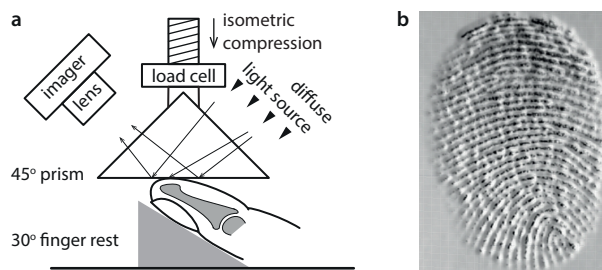 a
isometric
compression
imager
lens
load cell
light source
diffuse
45° prism
30° finger rest
b